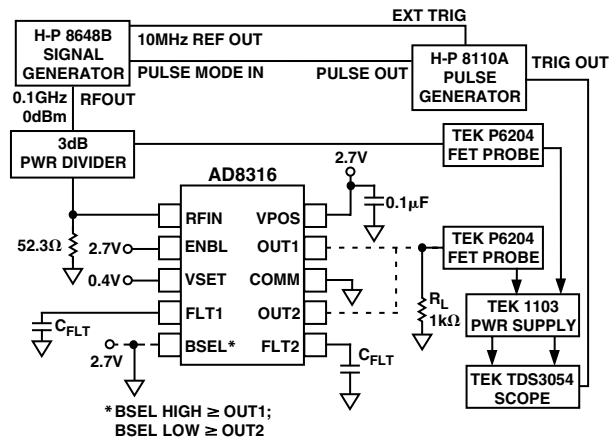 EXT TRIG
H-P 8648B
SIGNAL
GENERATOR
10MHz REF OUT
PULSE MODE IN
PULSE OUT
H-P 8110A
PULSE
GENERATOR
TRIG OUT
0.1GHz
0dBm
RFOUT
3dB
PWR DIVIDER
TEK P6204
FET PROBE
2.7V
AD8316
0.1μF
RFIN
VPOS
52.3Ω
2.7V
ENBL
OUT1
TEK P6204
FET PROBE
0.4V
VSET
COMM
RL
1kΩ
FLT1
OUT2
TEK 1103
PWR SUPPLY
CFLT
2.7V
BSEL*
FLT2
CFLT
TEK TDS3054
SCOPE
*BSEL HIGH ≥ OUT1;
BSEL LOW ≥ OUT2